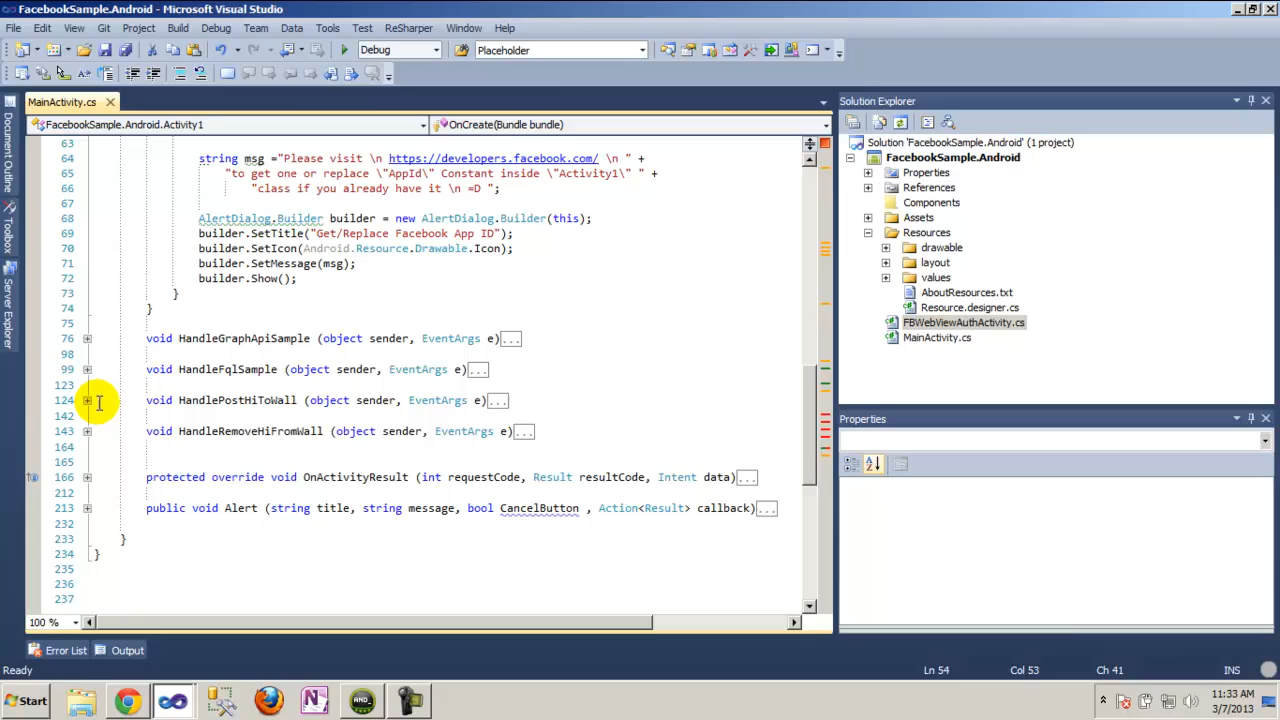 FacebookSample.Android - Microsoft Visual Studio
File Edit View Git Project Build Debug Team Data Tools Test ReSharper Window Help
Debug Placeholder
MainActivity.cs
FacebookSample.Android.Activity1 OnCreate(Bundle bundle)
63
64 string msg ="Please visit \n https://developers.facebook.com/ \n " +
65 "to get one or replace \"AppId\" Constant inside \"Activity1\" " +
66 "class if you already have it \n =D ";
67
68 AlertDialog.Builder builder = new AlertDialog.Builder(this);
69 builder.SetTitle("Get/Replace Facebook App ID");
70 builder.SetIcon(Android.Resource.Drawable.Icon);
71 builder.SetMessage(msg);
72 builder.Show();
73 }
74 }
75
76 void HandleGraphApiSample (object sender, EventArgs e)...
98
99 void HandleFqlSample (object sender, EventArgs e)...
123
124 void HandlePostHiToWall (object sender, EventArgs e)...
142
143 void HandleRemoveHiFromWall (object sender, EventArgs e)...
164
165
166 protected override void OnActivityResult (int requestCode, Result resultCode, Intent data)...
212
213 public void Alert (string title, string message, bool CancelButton , Action<Result> callback)...
232
233 }
234 }
235
236
237
100 %
Document Outline
Toolbox
Server Explorer
Solution Explorer
Solution 'FacebookSample.Android' (1 project)
FacebookSample.Android
Properties
References
Components
Assets
Resources
drawable
layout
values
AboutResources.txt
Resource.designer.cs
FBWebViewAuthActivity.cs
MainActivity.cs
Properties
Error List Output
Ready Ln 54 Col 53 Ch 41 INS
Start 11:33 AM
3/7/2013